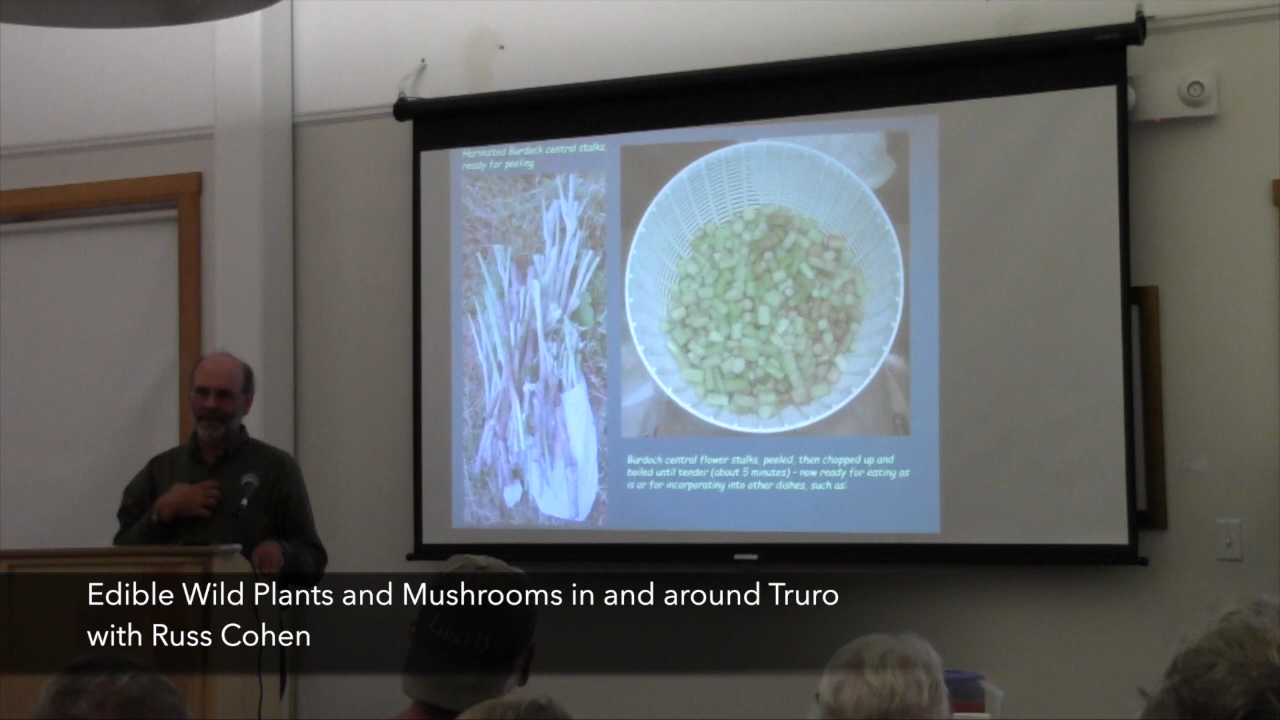 Harvested Burdock central stalks,
ready for peeling
Burdock central flower stalks, peeled, then chopped up and
boiled until tender (about 5 minutes) – now ready for eating as
is or for incorporating into other dishes, such as:
Edible Wild Plants and Mushrooms in and around Truro
with Russ Cohen
Liberty